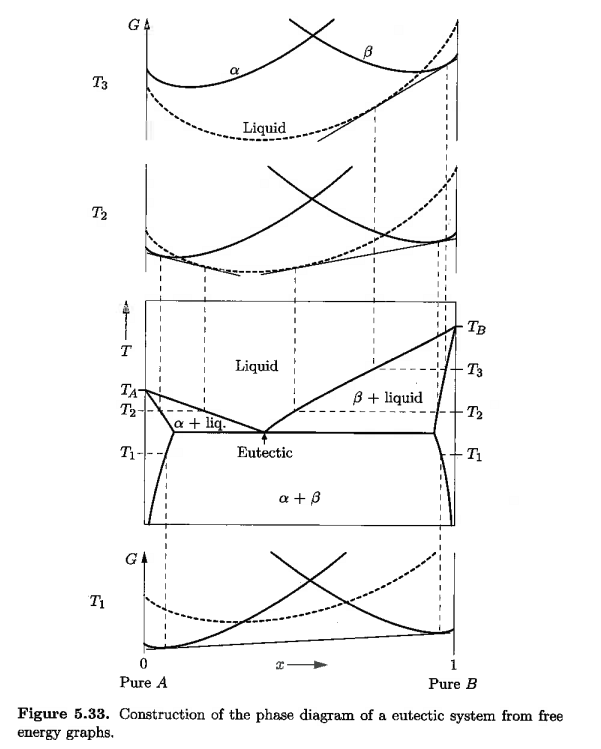 G
α
β
T3
Liquid
T2
T
Liquid
TB
T3
TA
β + liquid
T2
α + liq.
T2
Eutectic
T1
T1
α + β
G
T1
0
x
1
Pure A
Pure B
Figure 5.33. Construction of the phase diagram of a eutectic system from free
energy graphs.